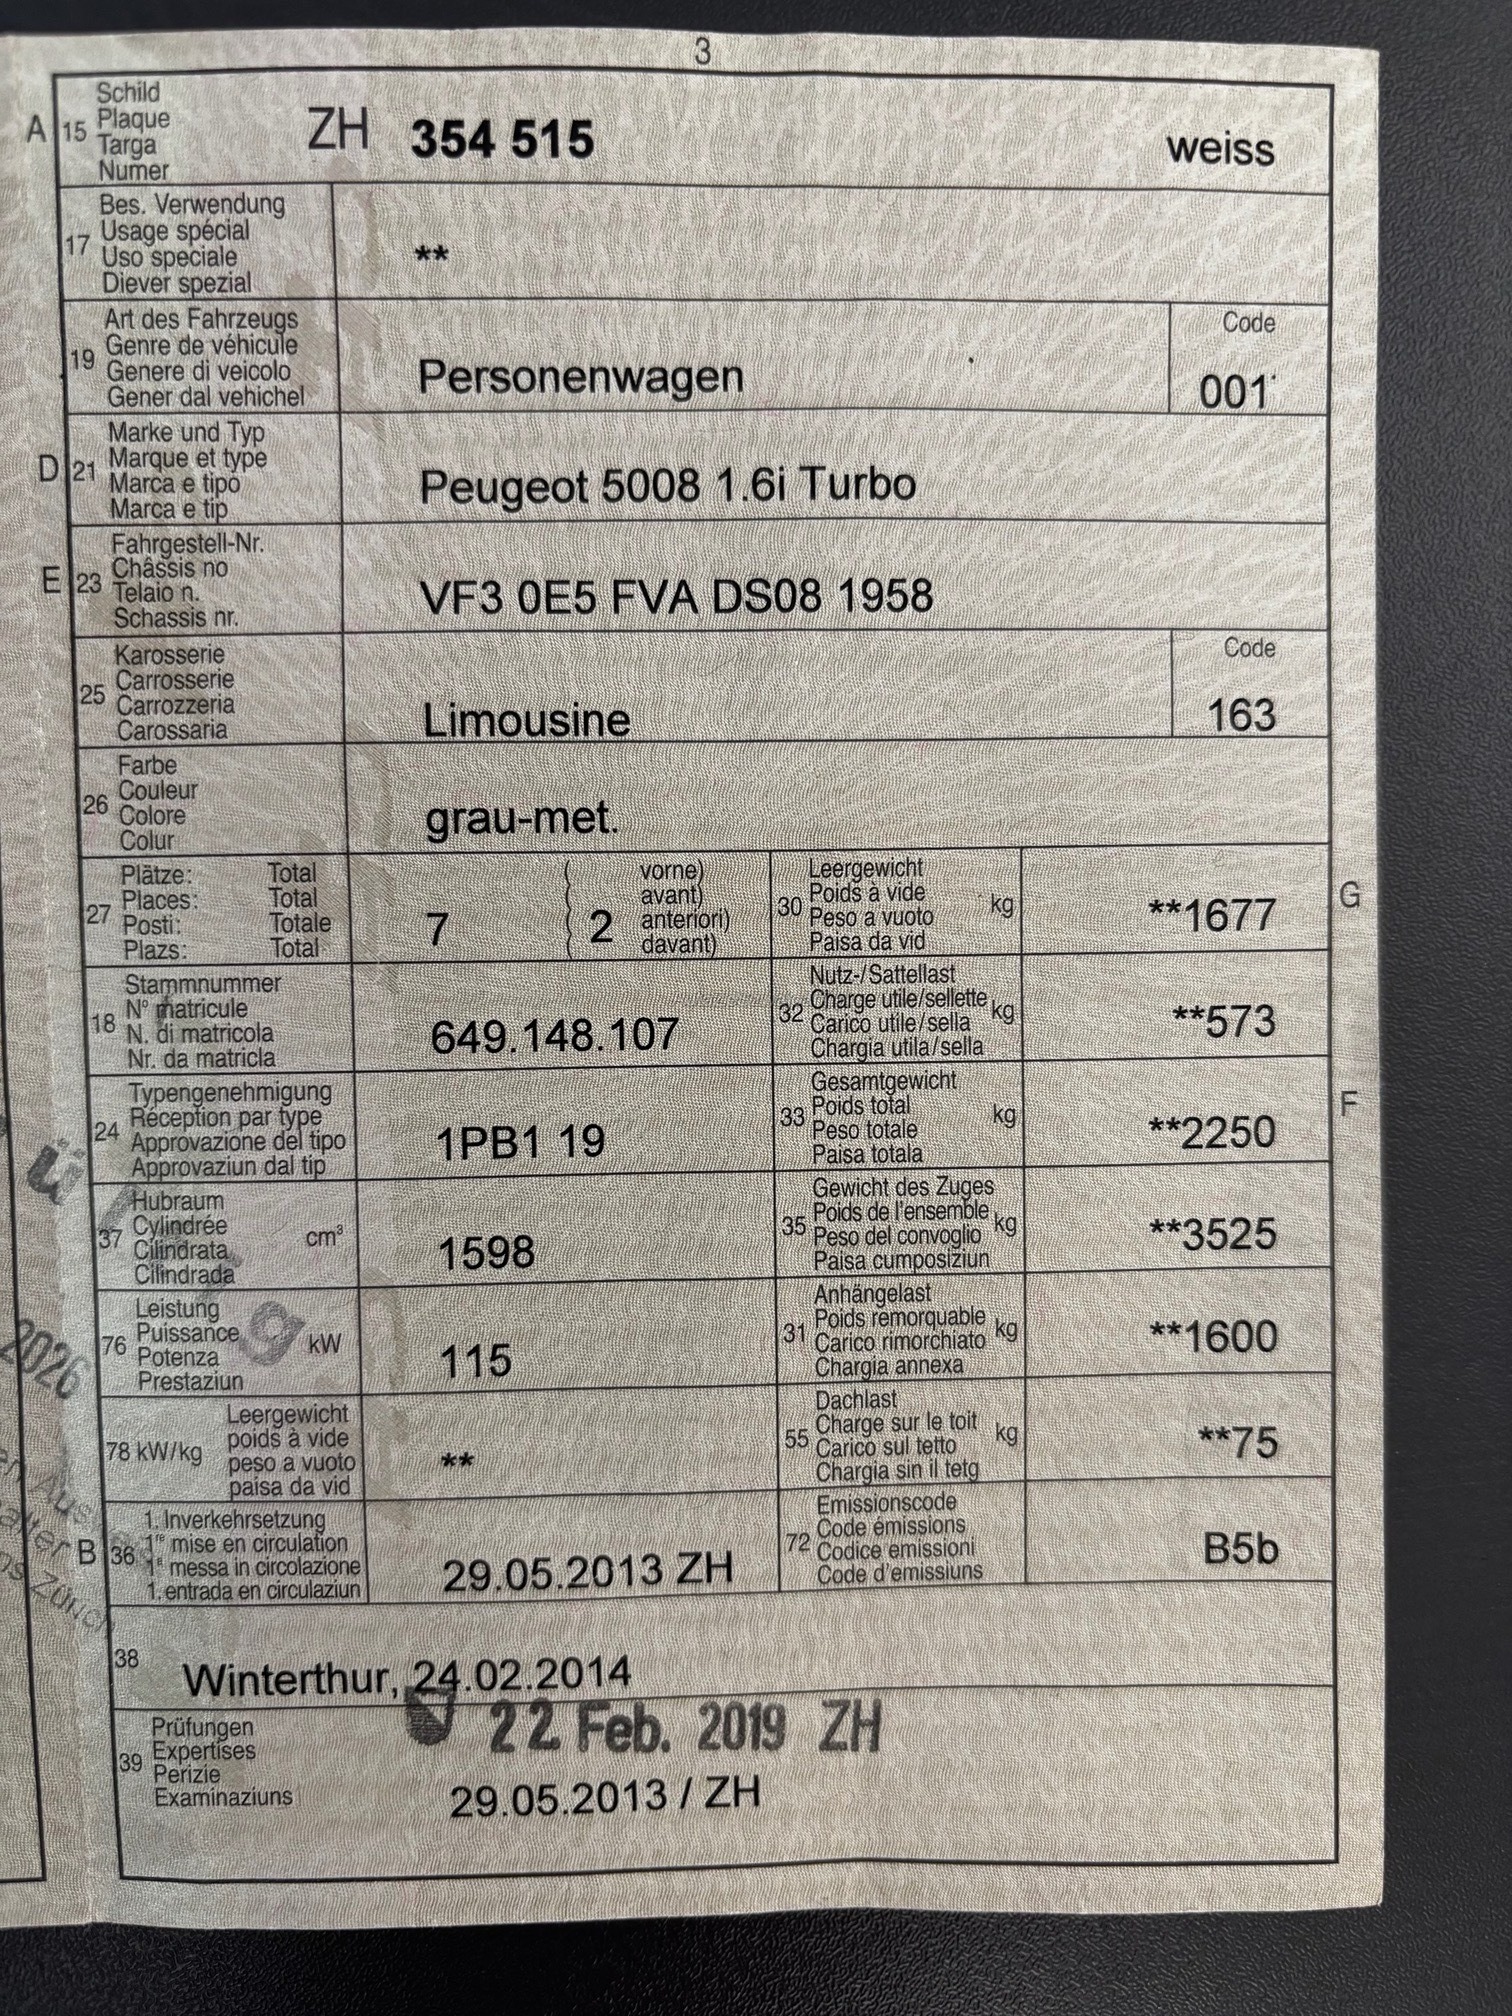 3
A 15 Schild
Plaque
Targa
Numer
ZH 354 515 weiss
17 Bes. Verwendung
Usage spécial
Uso speciale
Diever spezial
**
19 Art des Fahrzeugs
Genre de véhicule
Genere di veicolo
Gener dal vehichel
Personenwagen
Code
001
D 21 Marke und Typ
Marque et type
Marca e tipo
Marca e tip
Peugeot 5008 1.6i Turbo
E 23 Fahrgestell-Nr.
Châssis no
Telaio n.
Schassis nr.
VF3 0E5 FVA DS08 1958
25 Karosserie
Carrosserie
Carrozzeria
Carossaria
Limousine
Code
163
26 Farbe
Couleur
Colore
Colur
grau-met.
27 Plätze: Total
Places: Total
Posti: Totale
Plazs: Total
7 ( 2 vorne)
( avant)
( anteriori)
( davant)
30 Leergewicht
Poids à vide
Peso a vuoto
Paisa da vid
kg
**1677
G
18 Stammnummer
N° matricule
N. di matricola
Nr. da matricla
649.148.107
32 Nutz-/Sattellast
Charge utile/sellette
Carico utile/sella
Chargia utila/sella
kg
**573
24 Typengenehmigung
Réception par type
Approvazione del tipo
Approvaziun dal tip
1PB1 19
33 Gesamtgewicht
Poids total
Peso totale
Paisa totala
kg
**2250
F
37 Hubraum
Cylindrée
Cilindrata
Cilindrada
cm³
1598
35 Gewicht des Zuges
Poids de l'ensemble
Peso del convoglio
Paisa cumposiziun
kg
**3525
76 Leistung
Puissance
Potenza
Prestaziun
kW
115
31 Anhängelast
Poids remorquable
Carico rimorchiato
Chargia annexa
kg
**1600
78 kW/kg Leergewicht
poids à vide
peso a vuoto
paisa da vid
**
55 Dachlast
Charge sur le toit
Carico sul tetto
Chargia sin il tetg
kg
**75
B 36 1. Inverkehrsetzung
1re mise en circulation
1a messa in circolazione
1. entrada en circulaziun
29.05.2013 ZH
72 Emissionscode
Code émissions
Codice emissioni
Code d'emissiuns
B5b
38 Winterthur, 24.02.2014
22 Feb. 2019 ZH
39 Prüfungen
Expertises
Perizie
Examinaziuns
29.05.2013 / ZH
2026